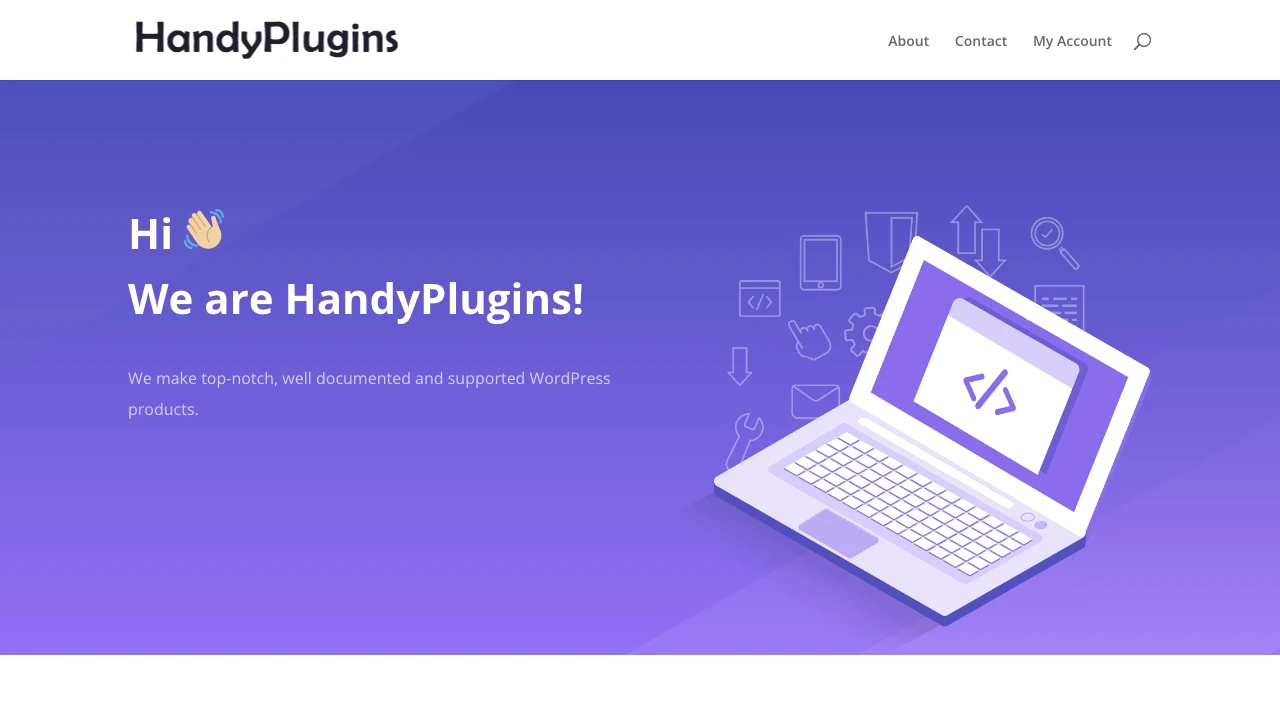 HandyPlugins
About
Contact
My Account
Hi 👋
We are HandyPlugins!
We make top-notch, well documented and supported WordPress
products.